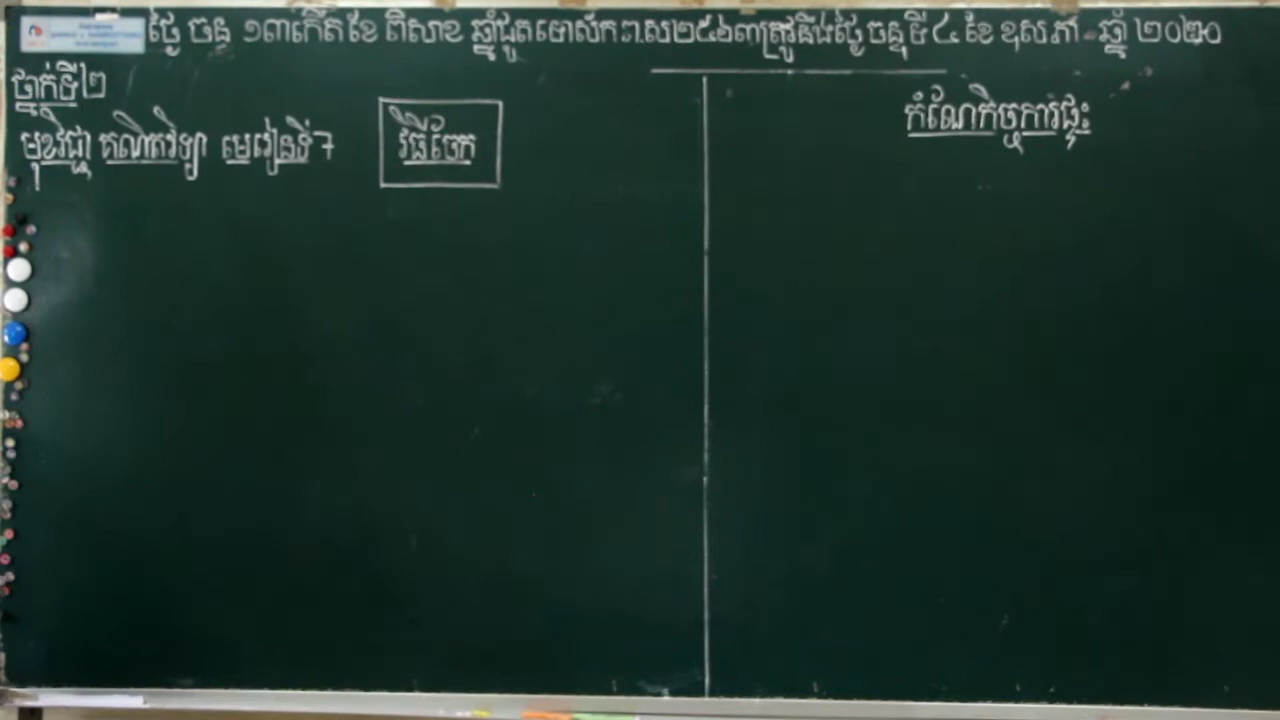 ថ្ងៃ ចន្ទ ១៣កើត ខែ ពិសាខ ឆ្នាំជូត ទោស័ក ព.ស២៥៦៣ ត្រូវនឹងថ្ងៃ ចន្ទ ទី ៤ ខែ ឧសភា ឆ្នាំ ២០២០
ថ្នាក់ទី២
មុខវិជ្ជា គណិតវិទ្យា មេរៀនទី 7
វិធីចែក
កំណែកិច្ចការផ្ទះ